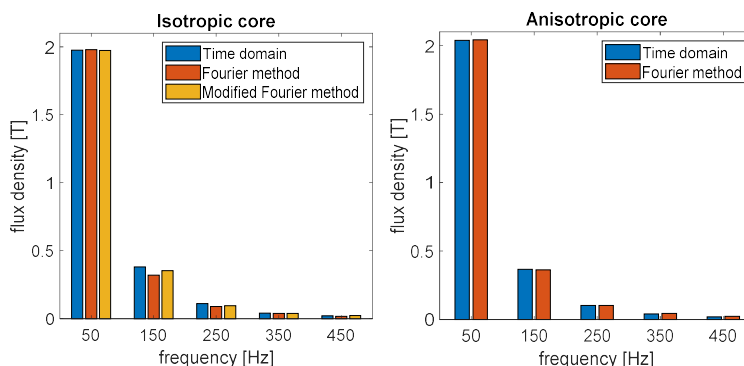 Isotropic core
flux density [T]
2
1.5
1
0.5
0
Time domain
Fourier method
Modified Fourier method
50 150 250 350 450
frequency [Hz]
Anisotropic core
flux density [T]
2
1.5
1
0.5
0
Time domain
Fourier method
50 150 250 350 450
frequency [Hz]